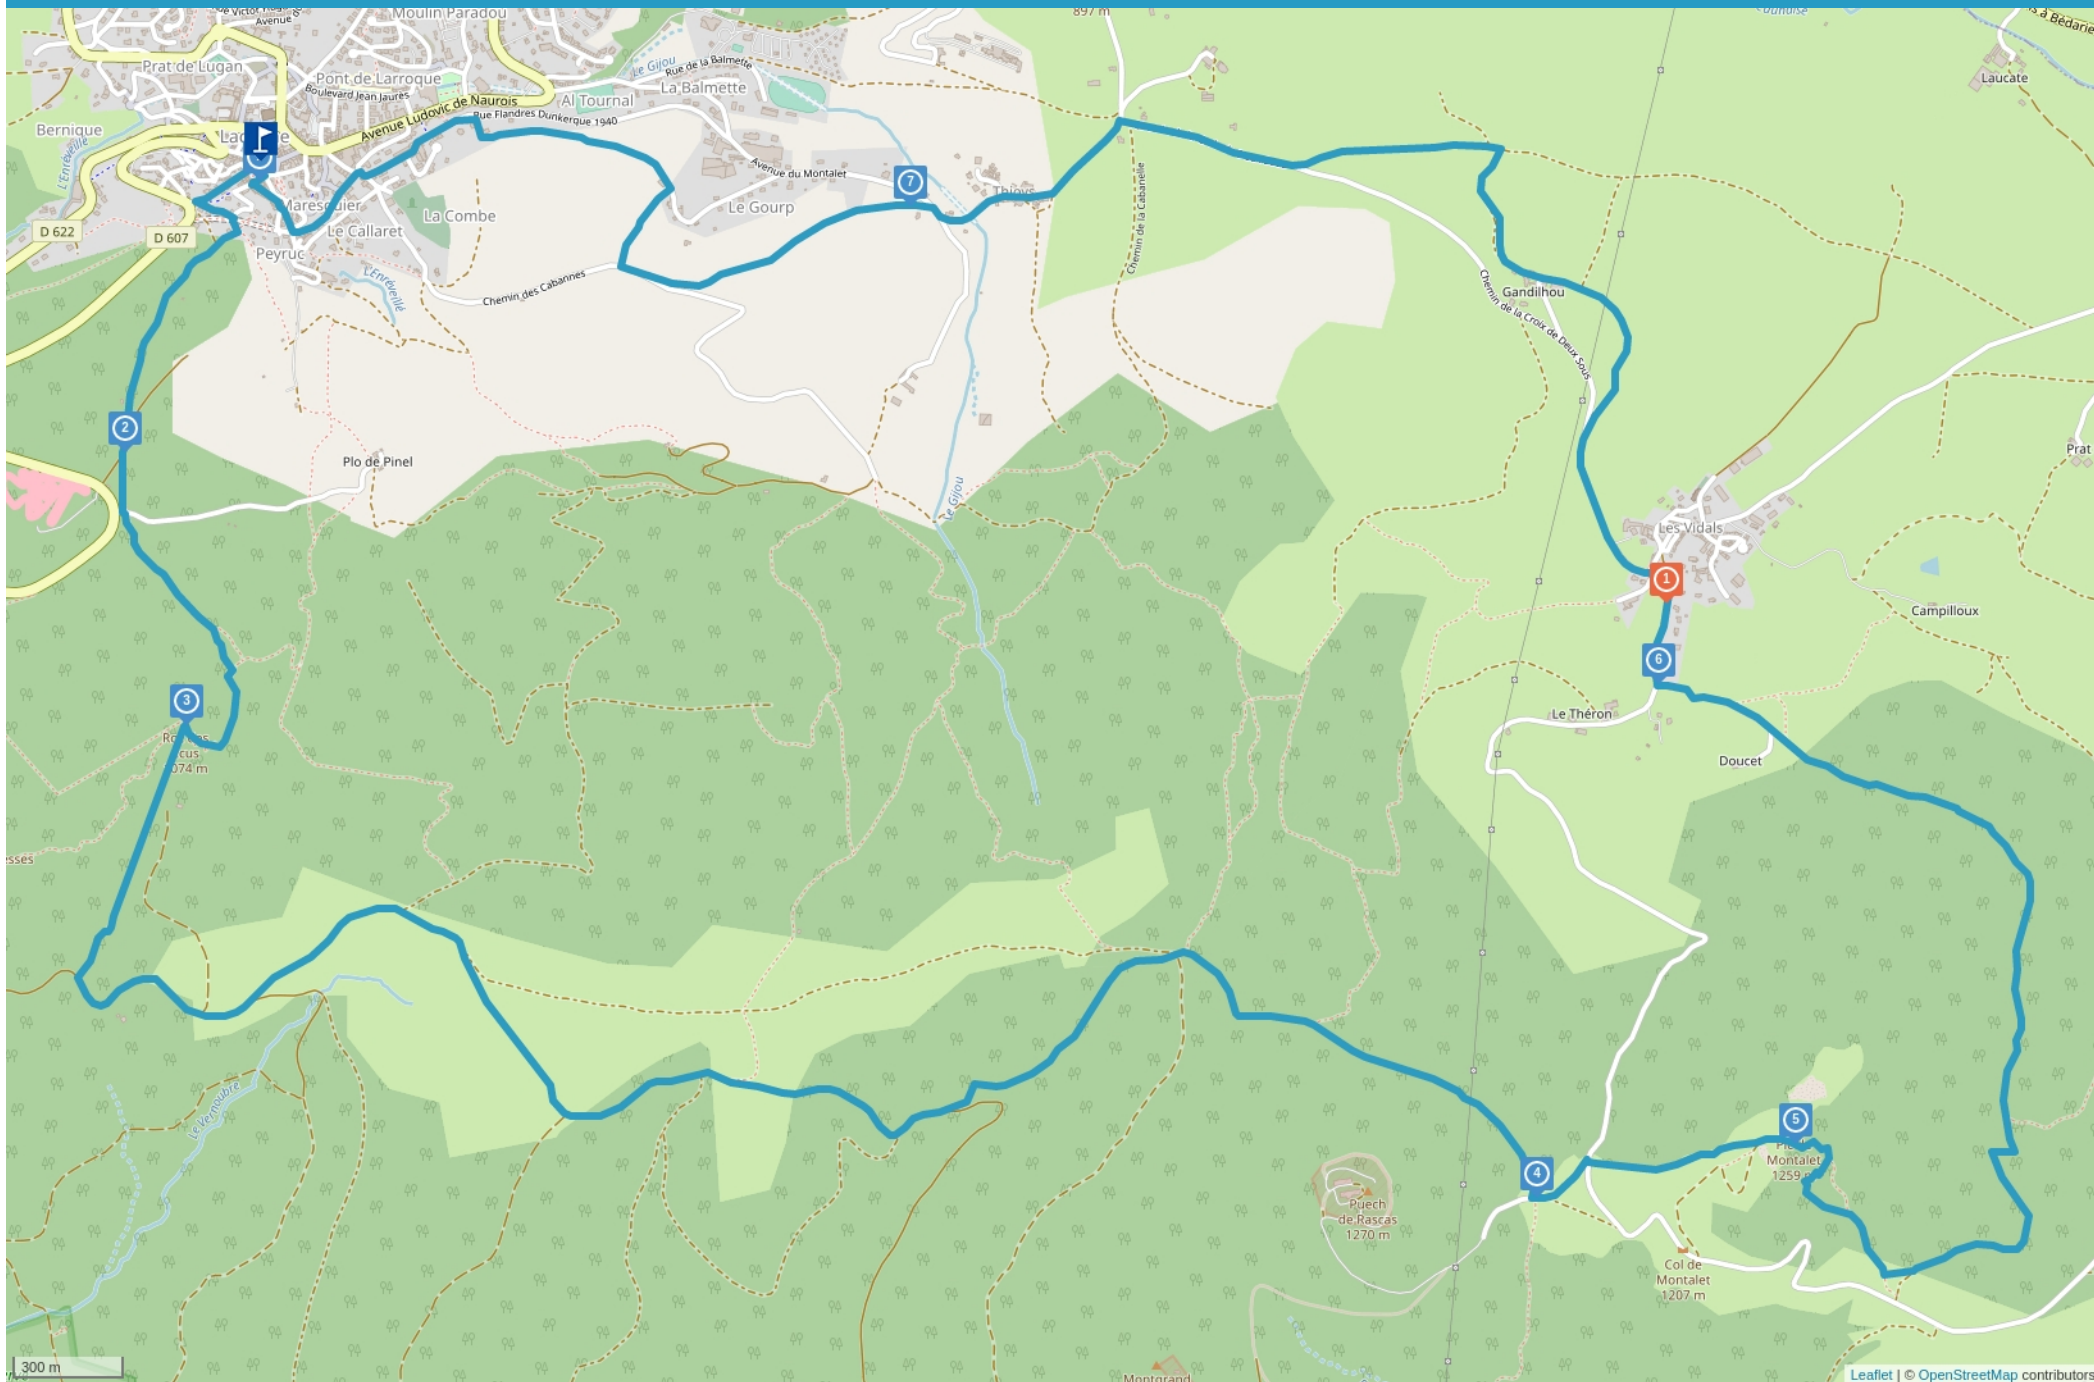 Moulin Paradou
897 m
Avenue
Prat de Lugan
Le Gijou
Rue de la Balmette
Laucate
Pont de Larroque
La Balmette
Boulevard Jean Jaurès
Al Tournal
Avenue Ludovic de Naurois
Rue Flandres Dunkerque 1940
Bernique
L'Enréveillé
Avenue du Montalet
7
Le Gourp
Chemin de la Cabanelle
La Combe
D 622
D 607
Le Callaret
Peyruc
L'Enréveillé
Chemin des Cabannes
Gandilhou
Chemin de la Croix de Deux Sous
2
Plo de Pinel
Prat
Le Gijou
Les Vidals
1
Campilloux
6
3
Le Théron
Doucet
074 m
Le Vernoubre
5
4
Montalet
1259
Puech
de Rascas
1270 m
Col de
Montalet
1207 m
300 m
Montgrand
Leaflet | © OpenStreetMap contributors